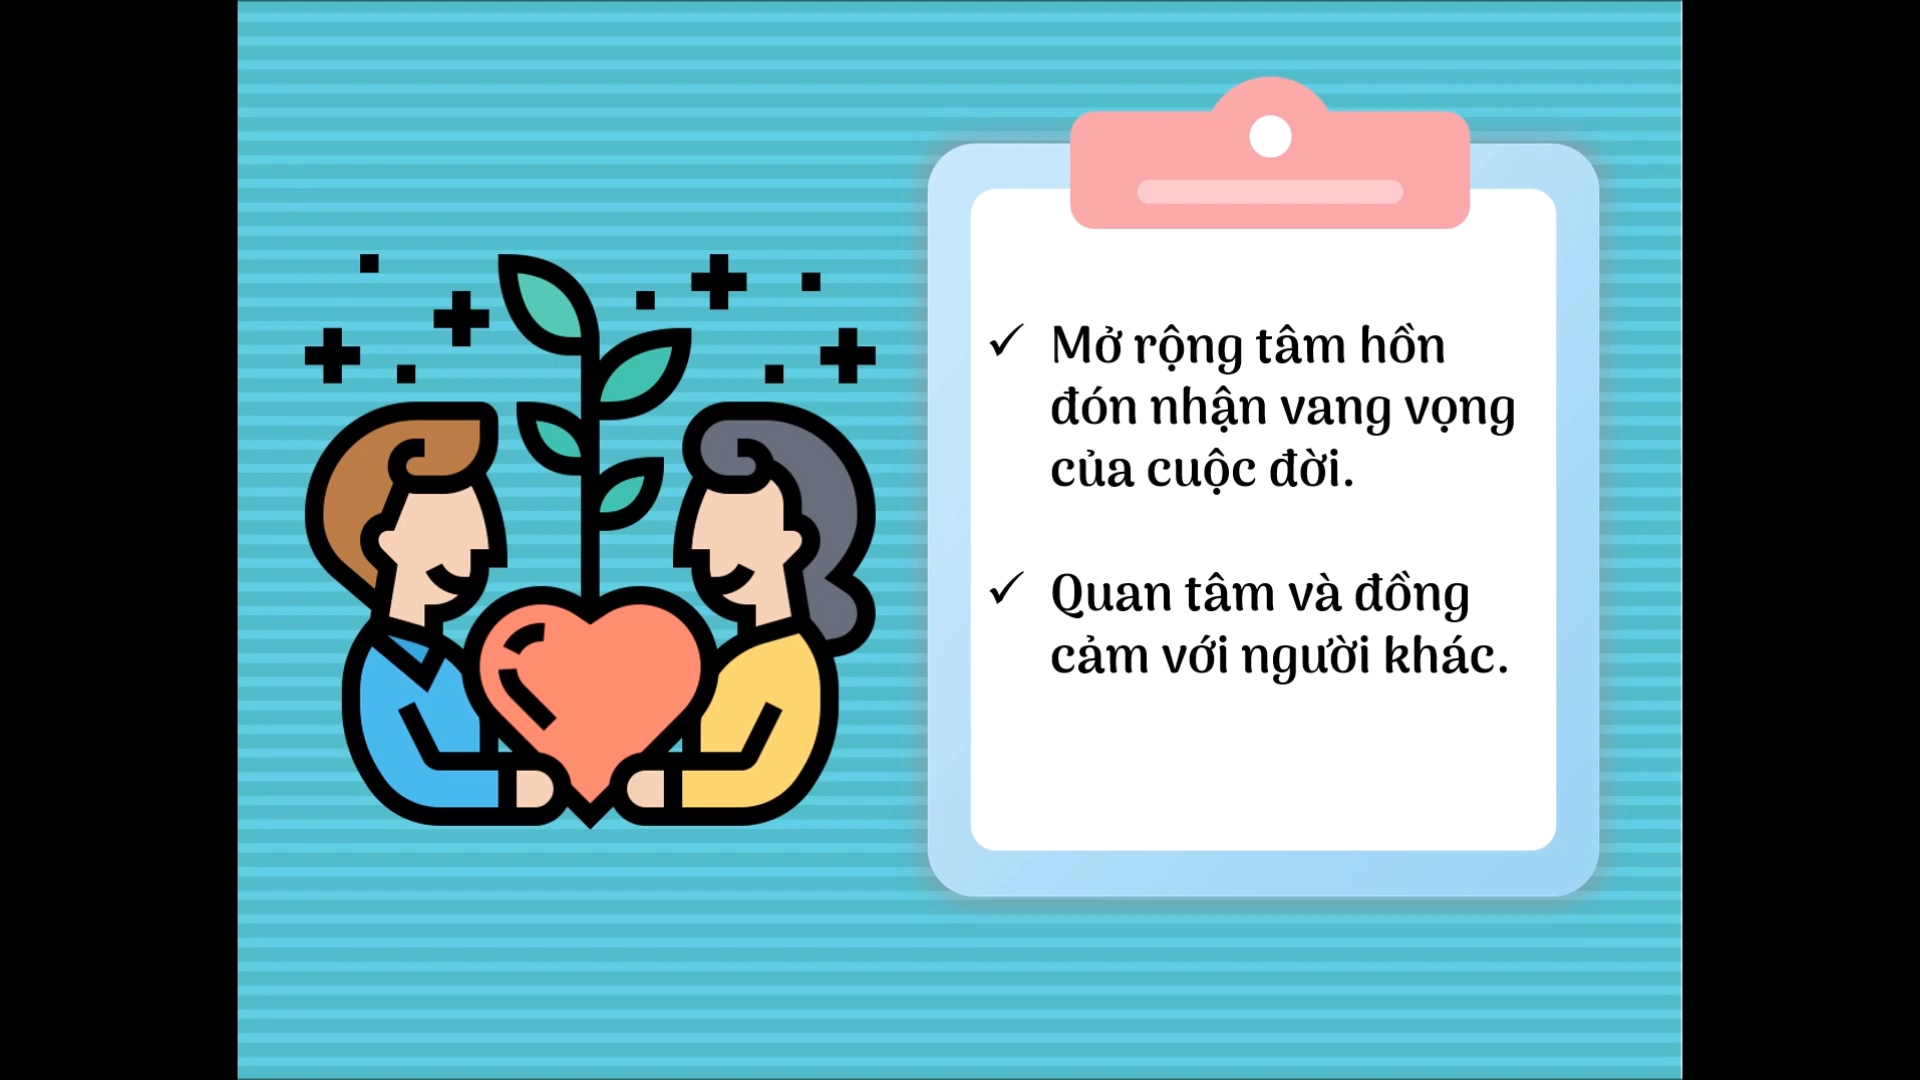 ✓ Mở rộng tâm hồn
đón nhận vang vọng
của cuộc đời.
✓ Quan tâm và đồng
cảm với người khác.